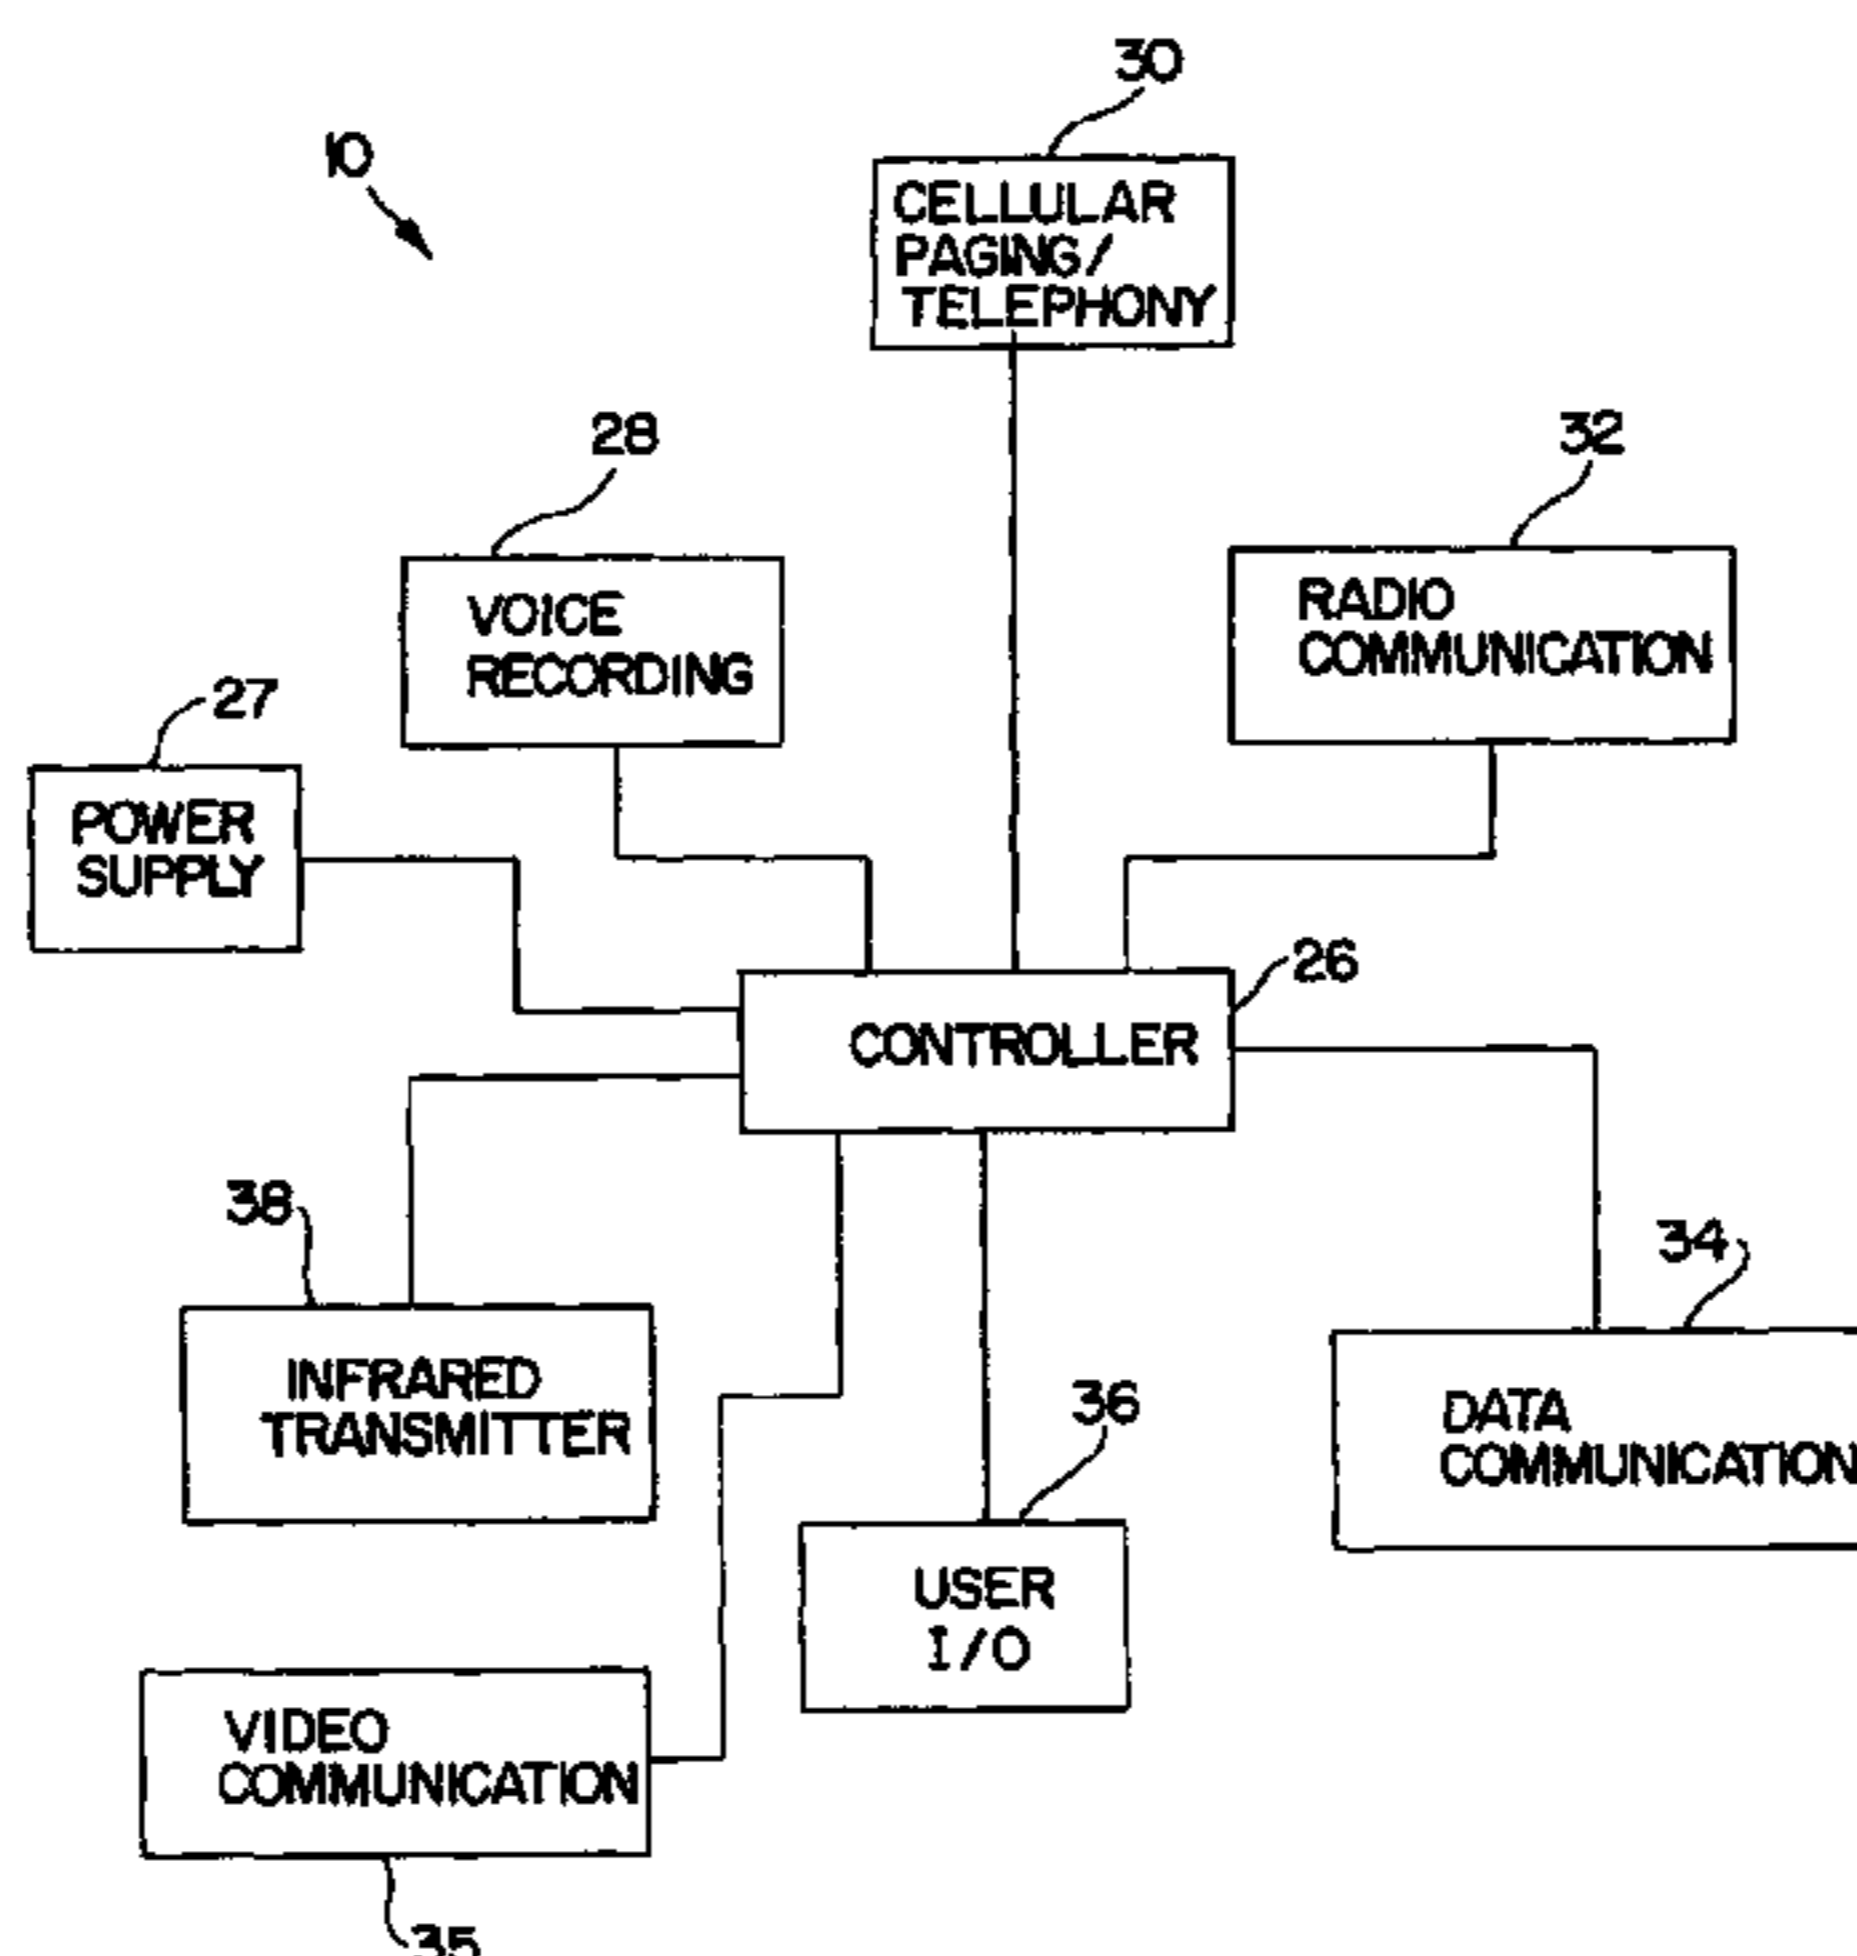 30
10
CELLULAR
PAGING/
TELEPHONY
28
32
VOICE
RECORDING
RADIO
COMMUNICATION
27
POWER
SUPPLY
26
CONTROLLER
38
34
INFRARED
TRANSMITTER
36
DATA
COMMUNICATION
USER
I/O
VIDEO
COMMUNICATION
35